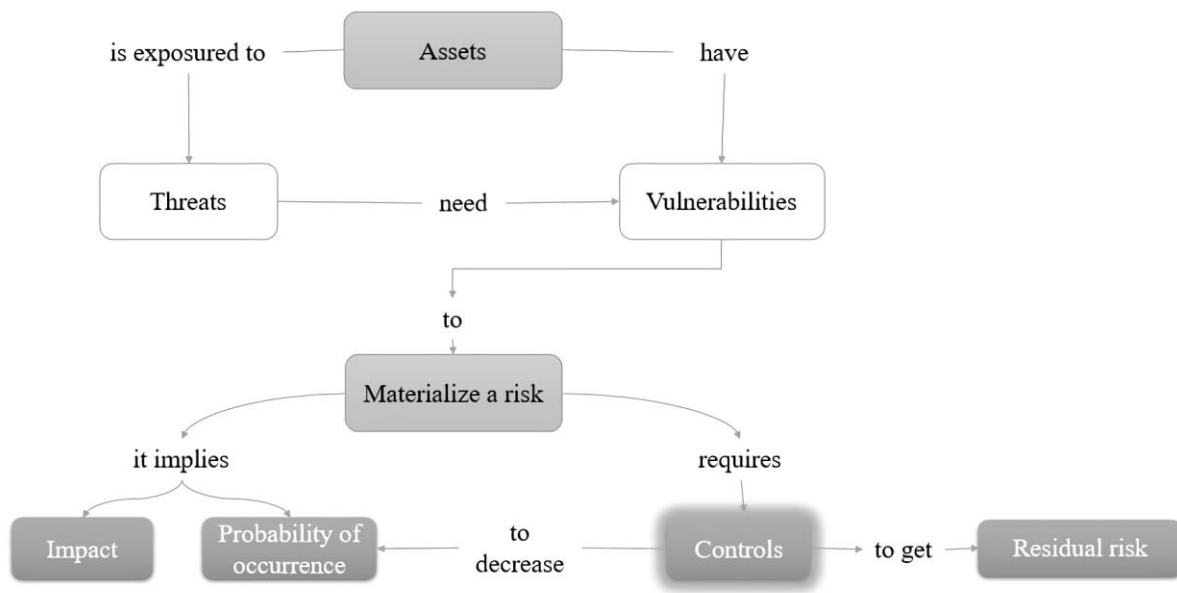 is exposured to
Assets
have
Threats
need
Vulnerabilities
to
Materialize a risk
it implies
requires
Impact
Probability of
occurrence
to
decrease
Controls
to get
Residual risk